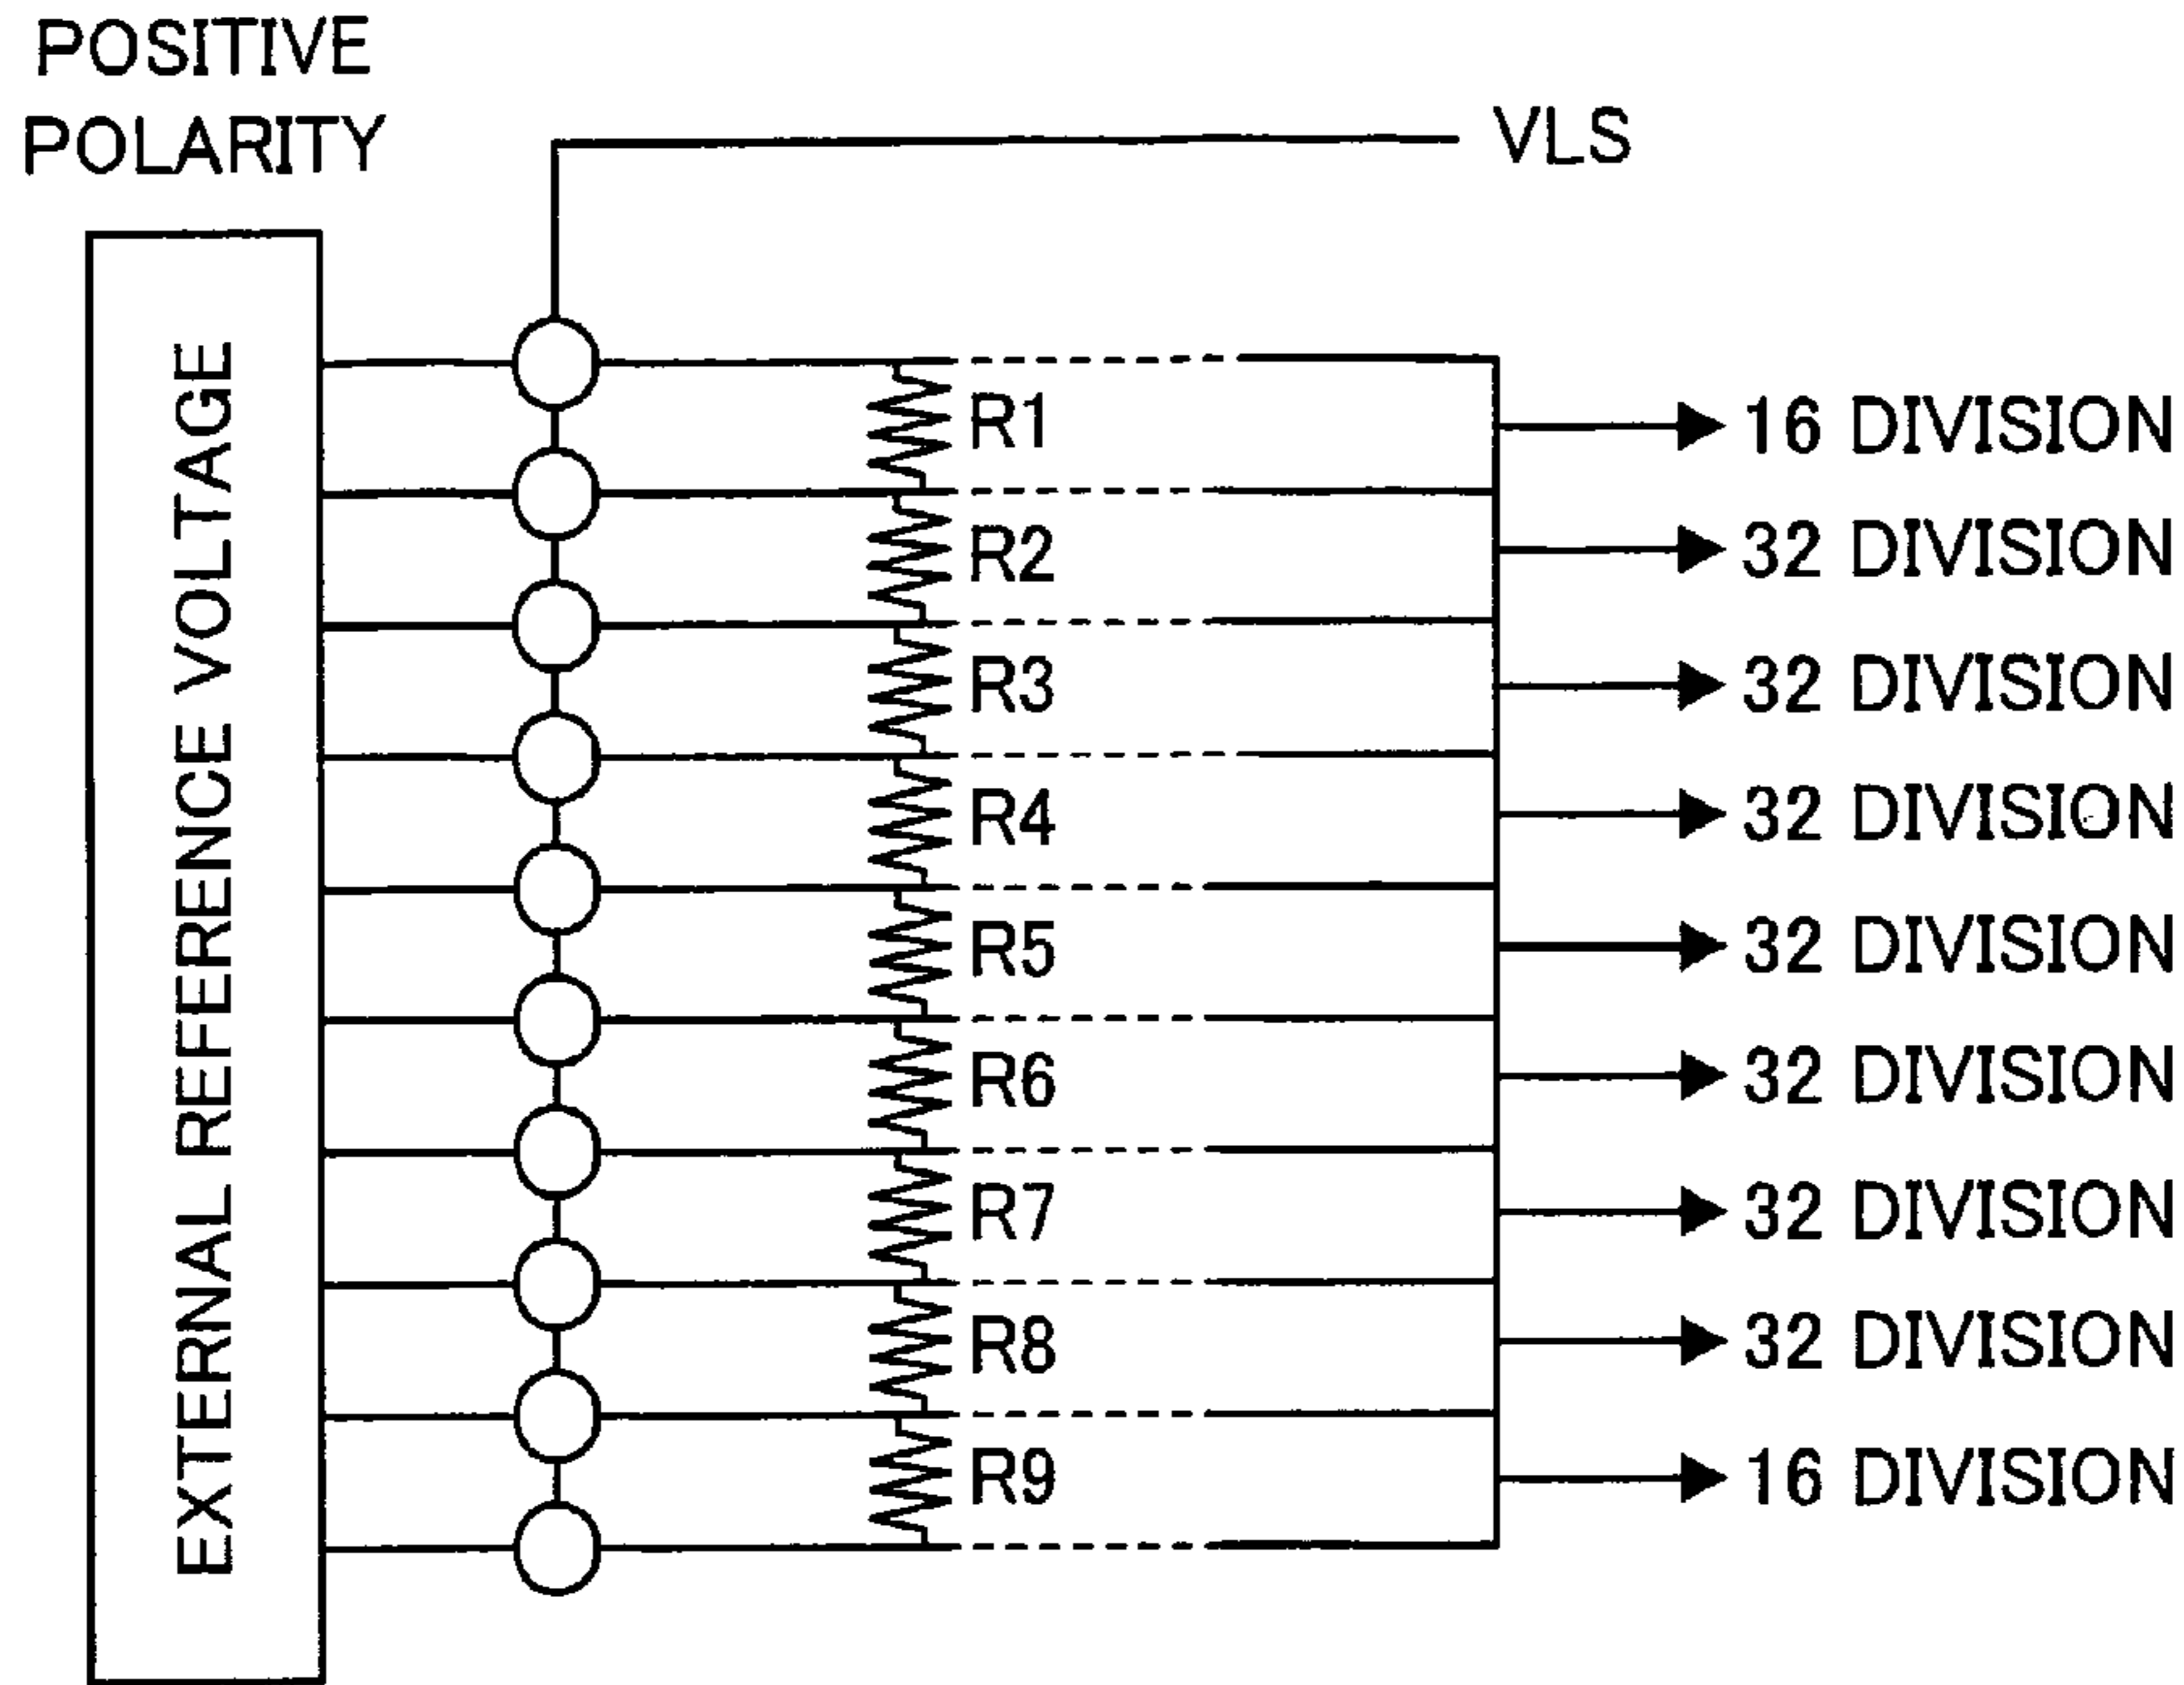 POSITIVE
POLARITY
VLS
EXTERNAL REFERENCE VOLTAGE
R1
16 DIVISION
R2
32 DIVISION
R3
32 DIVISION
R4
32 DIVISION
R5
32 DIVISION
R6
32 DIVISION
R7
32 DIVISION
R8
32 DIVISION
R9
16 DIVISION